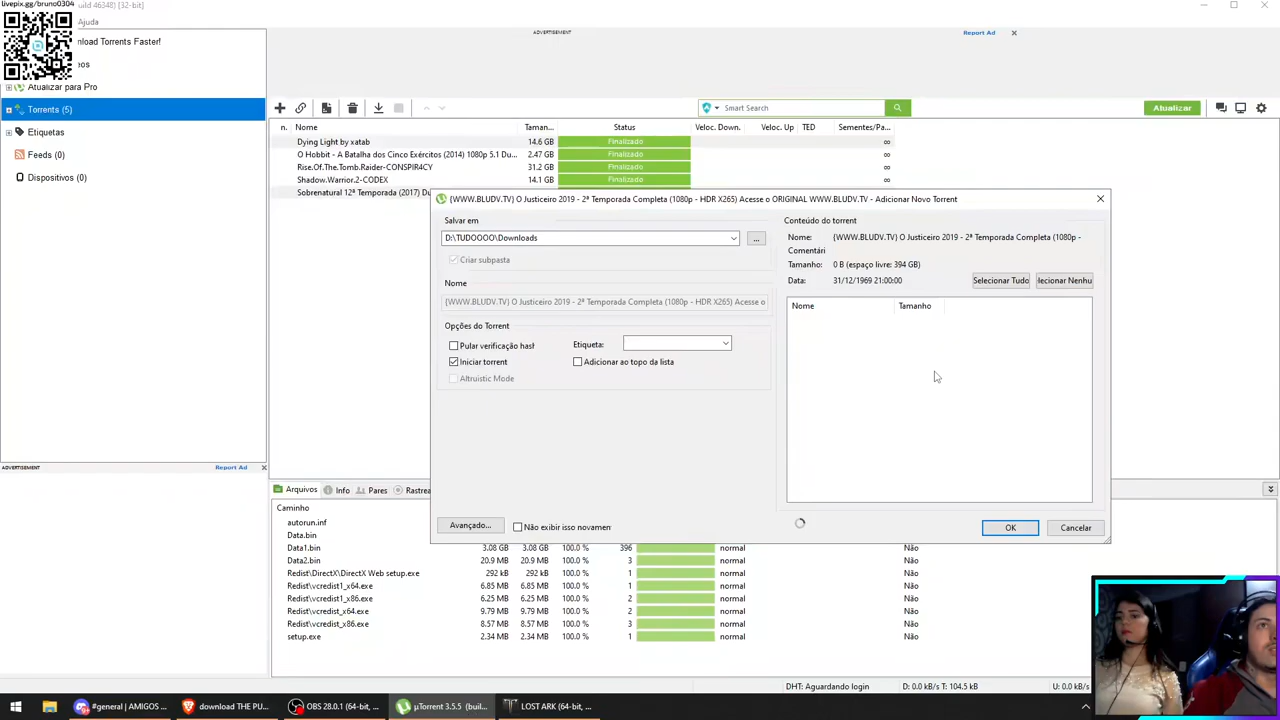 livepix.gg/bruno0304
uild 46348) [32-bit]
Ajuda
nload Torrents Faster!
os
Atualizar para Pro
Torrents (5)
Etiquetas
Feeds (0)
Dispositivos (0)
ADVERTISEMENT
Report Ad
ADVERTISEMENT
Report Ad
Smart Search
Atualizar
n. Nome Taman... Status Veloc. Down. Veloc. Up TED Sementes/Pa...
Dying Light by xatab 14.6 GB Finalizado ∞
O Hobbit - A Batalha dos Cinco Exércitos (2014) 1080p 5.1 Du... 2.47 GB Finalizado ∞
Rise.Of.The.Tomb.Raider-CONSPIR4CY 31.2 GB Finalizado ∞
Shadow.Warrior.2-CODEX 14.1 GB Finalizado ∞
Sobrenatural 12ª Temporada (2017) Du
{WWW.BLUDV.TV} O Justiceiro 2019 - 2ª Temporada Completa (1080p - HDR X265) Acesse o ORIGINAL WWW.BLUDV.TV - Adicionar Novo Torrent
Salvar em
D:\TUDOOOO\Downloads
...
Criar subpasta
Nome
{WWW.BLUDV.TV} O Justiceiro 2019 - 2ª Temporada Completa (1080p - HDR X265) Acesse o
Opções do Torrent
Pular verificação hash
Etiqueta:
Iniciar torrent
Adicionar ao topo da lista
Altruistic Mode
Avançado...
Não exibir isso novamen
Conteúdo do torrent
Nome: {WWW.BLUDV.TV} O Justiceiro 2019 - 2ª Temporada Completa (1080p -
Comentári
Tamanho: 0 B (espaço livre: 394 GB)
Data: 31/12/1969 21:00:00
Selecionar Tudo
lecionar Nenhu
Nome Tamanho
OK
Cancelar
Arquivos Info Pares Rastrea
Caminho
autorun.inf
Data.bin
Data1.bin 3.08 GB 3.08 GB 100.0 % 396 normal Não
Data2.bin 20.9 MB 20.9 MB 100.0 % 3 normal Não
Redist\DirectX\DirectX Web setup.exe 292 kB 292 kB 100.0 % 1 normal Não
Redist\vcredist1_x64.exe 6.85 MB 6.85 MB 100.0 % 1 normal Não
Redist\vcredist1_x86.exe 6.25 MB 6.25 MB 100.0 % 2 normal Não
Redist\vcredist_x64.exe 9.79 MB 9.79 MB 100.0 % 2 normal Não
Redist\vcredist_x86.exe 8.57 MB 8.57 MB 100.0 % 3 normal Não
setup.exe 2.34 MB 2.34 MB 100.0 % 1 normal Não
DHT: Aguardando login D: 0.0 kB/s T: 104.5 kB U: 0.0 kB/s
#general | AMIGOS ...
download THE PU...
OBS 28.0.1 (64-bit, ...
µTorrent 3.5.5 (buil...
LOST ARK (64-bit, ...